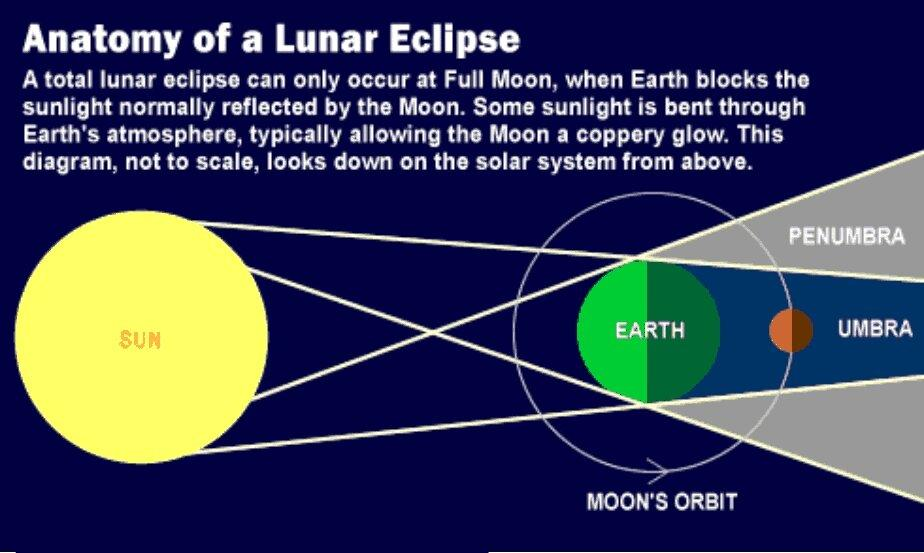 Anatomy of a Lunar Eclipse
A total lunar eclipse can only occur at Full Moon, when Earth blocks the
sunlight normally reflected by the Moon. Some sunlight is bent through
Earth's atmosphere, typically allowing the Moon a coppery glow. This
diagram, not to scale, looks down on the solar system from above.
PENUMBRA
SUN
EARTH
UMBRA
MOON'S ORBIT